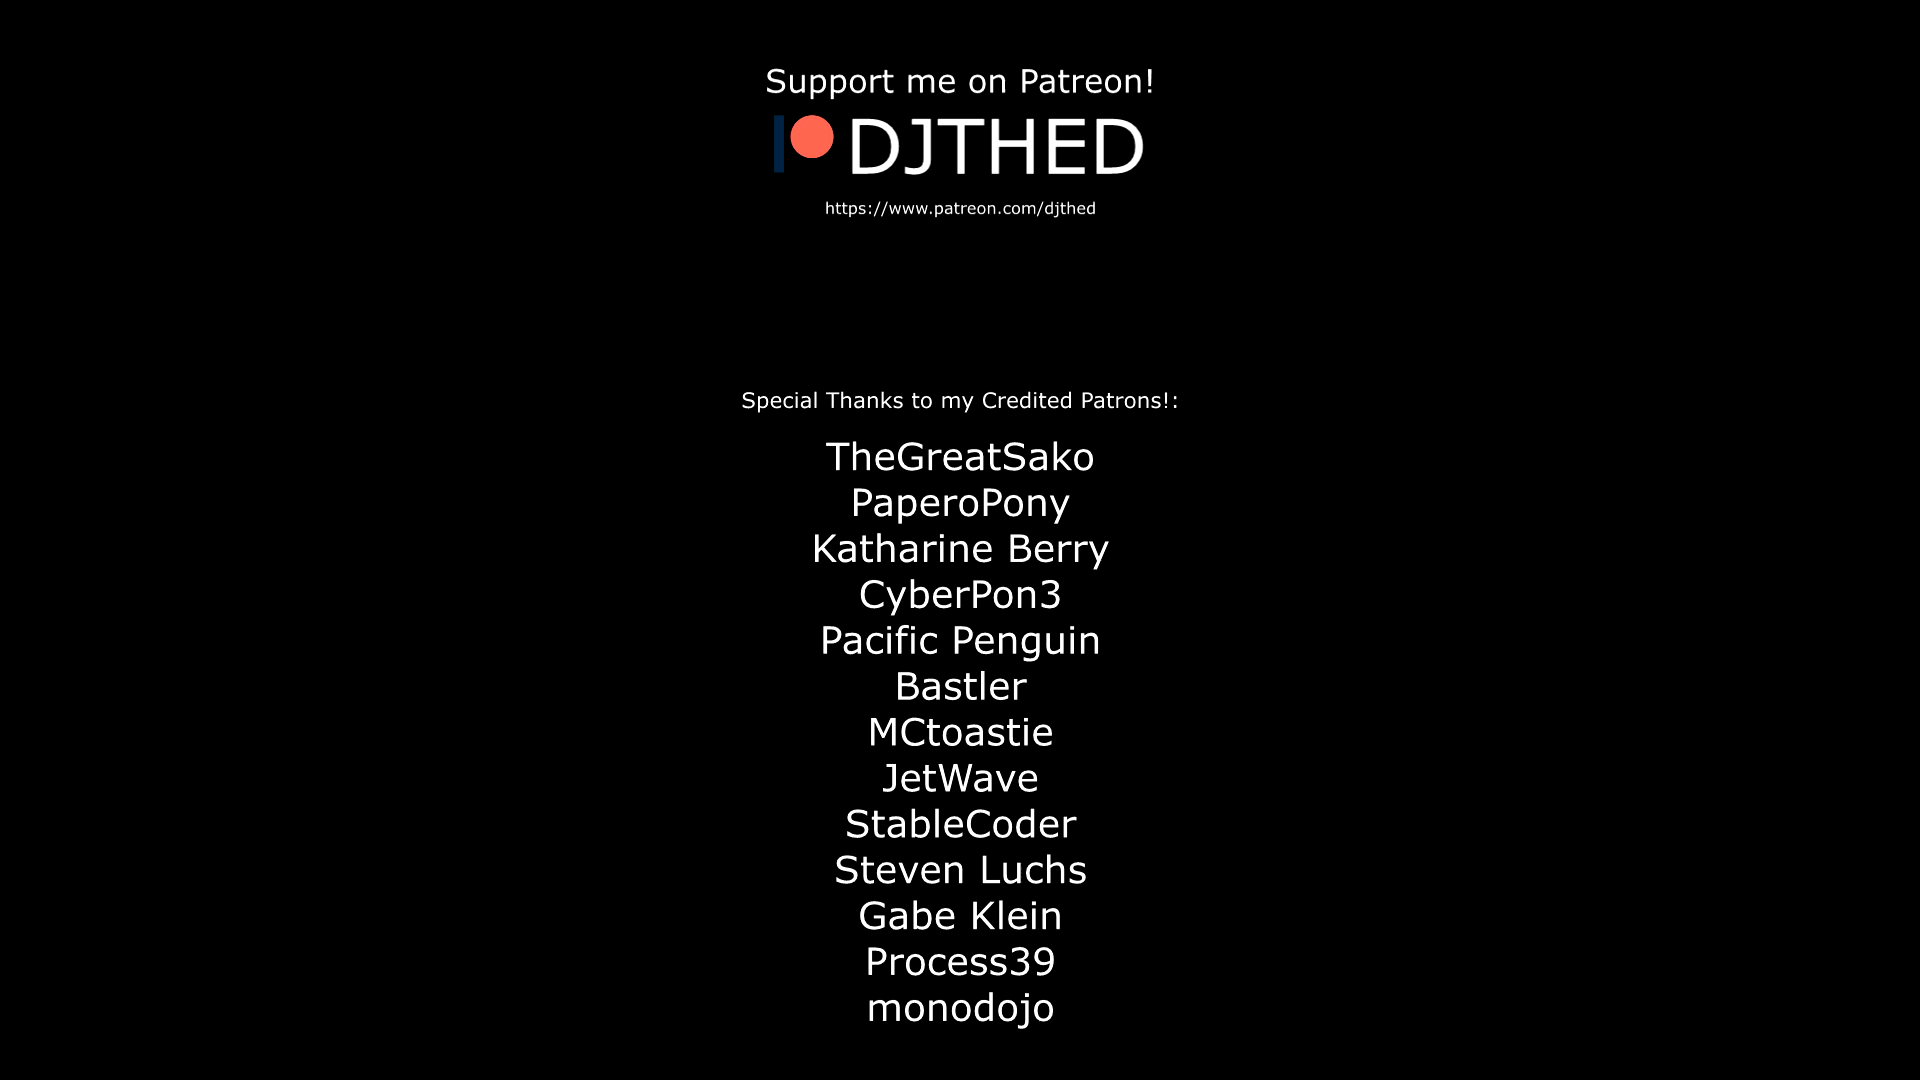 Support me on Patreon!
DJTHED
https://www.patreon.com/djthed
Special Thanks to my Credited Patrons!:
TheGreatSako
PaperoPony
Katharine Berry
CyberPon3
Pacific Penguin
Bastler
MCtoastie
JetWave
StableCoder
Steven Luchs
Gabe Klein
Process39
monodojo